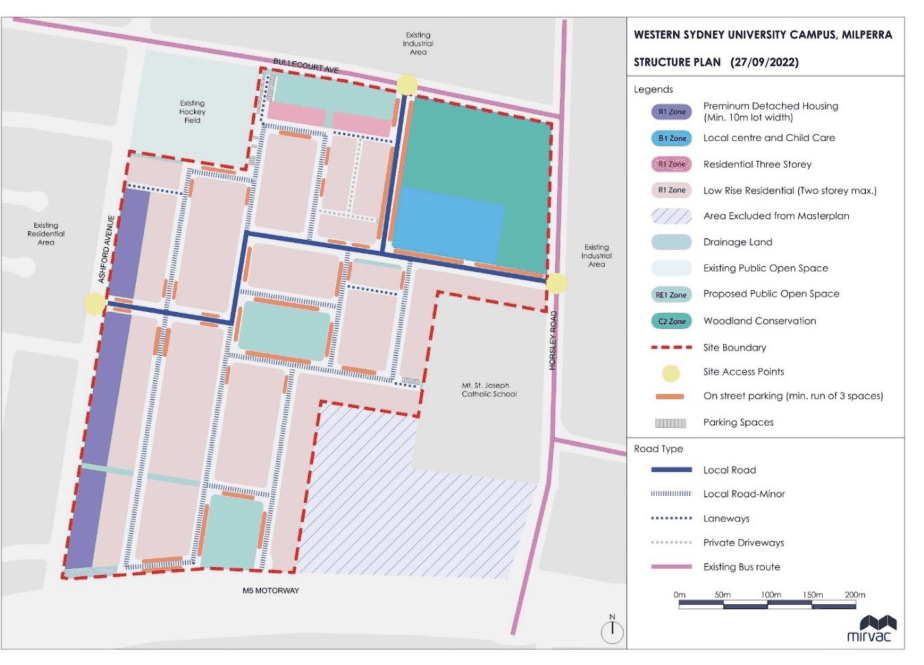 WESTERN SYDNEY UNIVERSITY CAMPUS, MILPERRA
STRUCTURE PLAN (27/09/2022)
Legends
R1 Zone Preminum Detached Housing
(Min. 10m lot width)
B1 Zone Local centre and Child Care
R1 Zone Residential Three Storey
R1 Zone Low Rise Residential (Two storey max.)
Area Excluded from Masterplan
Drainage Land
Existing Public Open Space
RE1 Zone Proposed Public Open Space
C2 Zone Woodland Conservation
Site Boundary
Site Access Points
On street parking (min. run of 3 spaces)
Parking Spaces
Road Type
Local Road
Local Road-Minor
Laneways
Private Driveways
Existing Bus route
0m 50m 100m 150m 200m
N
mirvac
Existing
Industrial
Area
BULLECOURT AVE
Existing
Hockey
Field
Existing
Residential
Area
ASHFORD AVENUE
Existing
Industrial
Area
HORSLEY ROAD
Mt. St. Joseph
Catholic School
M5 MOTORWAY